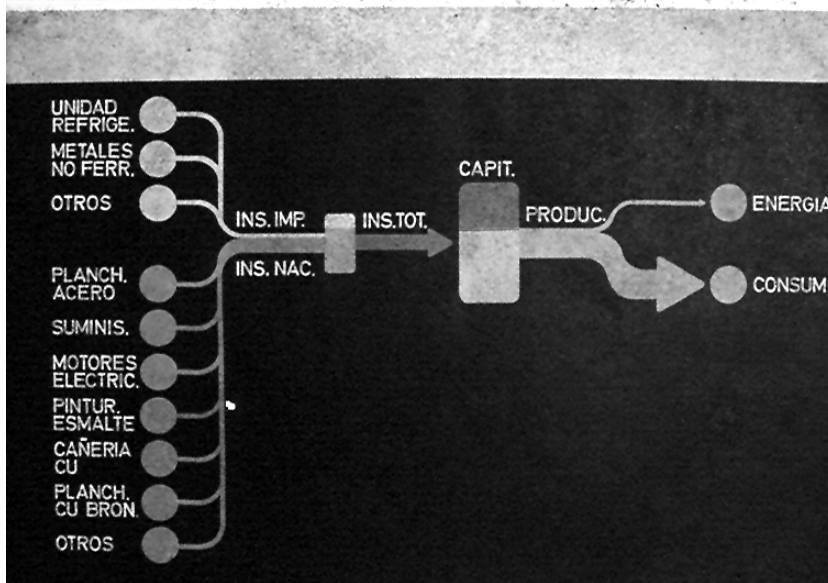 UNIDAD
REFRIGE.
METALES
NO FERR.
OTROS
INS. IMP.
INS. NAC.
INS.TOT.
CAPIT.
PRODUC.
ENERGIA
CONSUM
PLANCH.
ACERO
SUMINIS.
MOTORES
ELECTRIC.
PINTUR.
ESMALTE
CAÑERIA
CU
PLANCH.
CU BRON.
OTROS